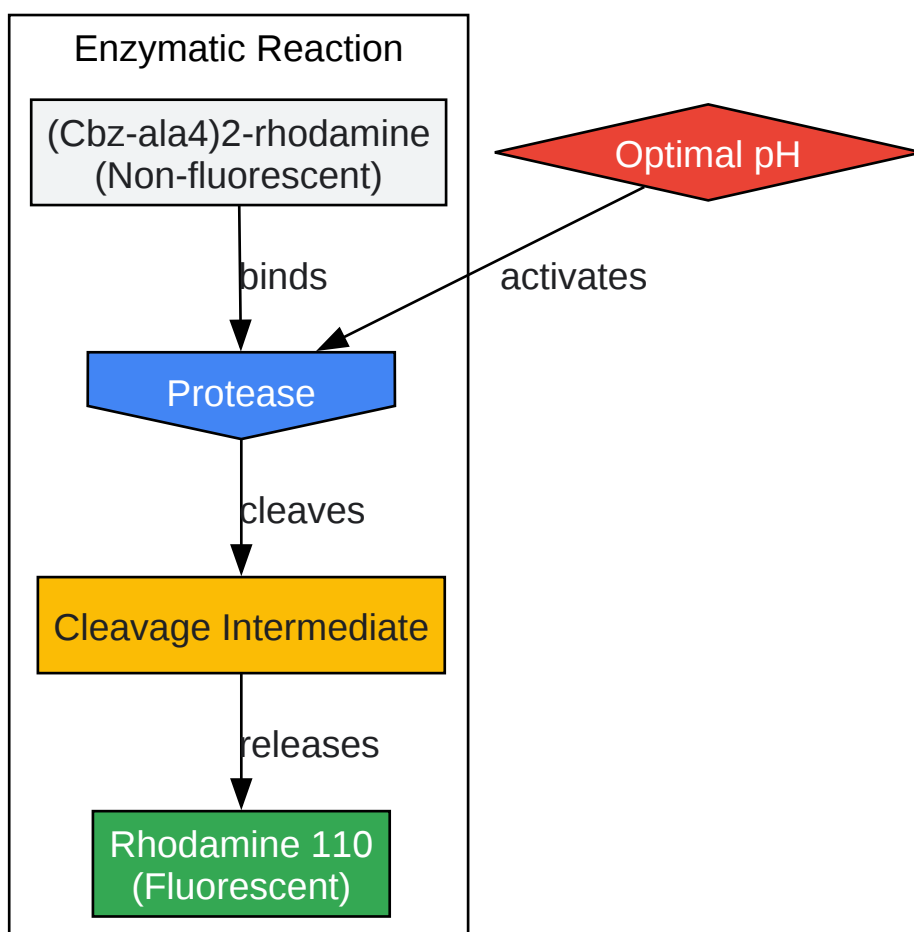 Enzymatic Reaction
(Cbz-ala4)2-rhodamine
(Non-fluorescent)
Optimal pH
binds
activates
Protease
cleaves
Cleavage Intermediate
releases
Rhodamine 110
(Fluorescent)